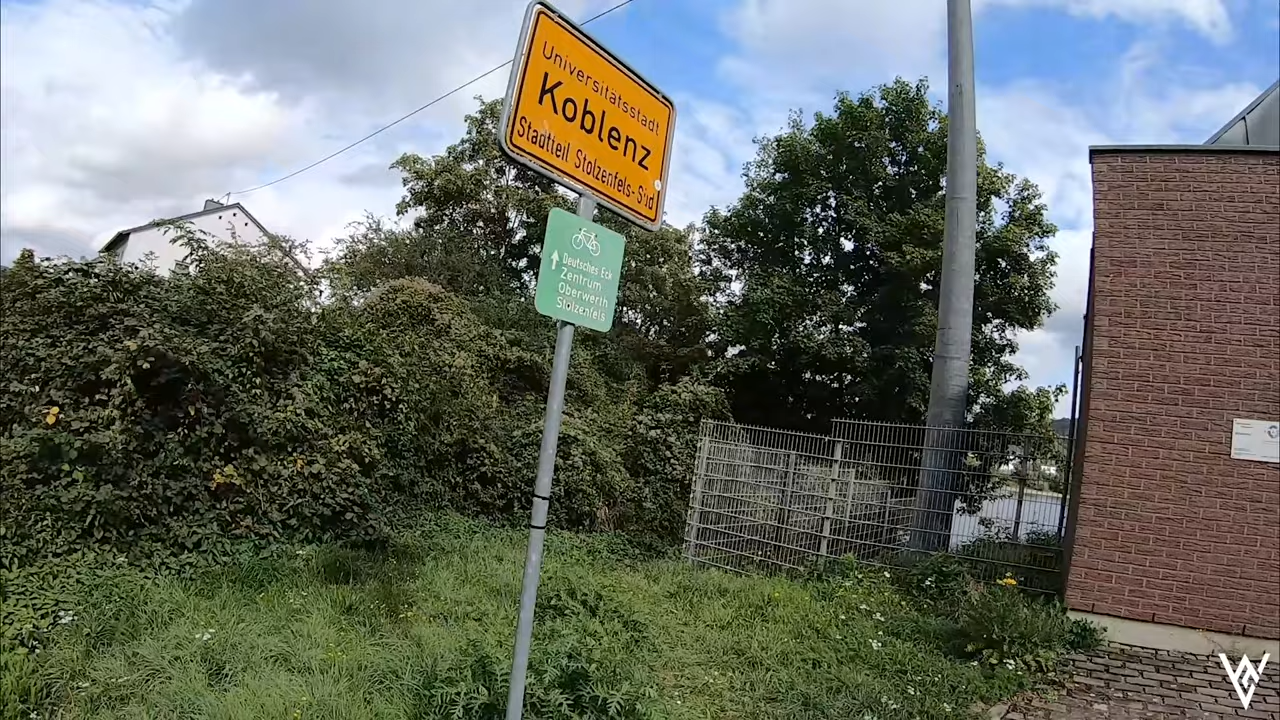 Universitätsstadt
Koblenz
Stadtteil Stolzenfels-Süd
Deutsches Eck
Zentrum
Oberwerth
Stolzenfels